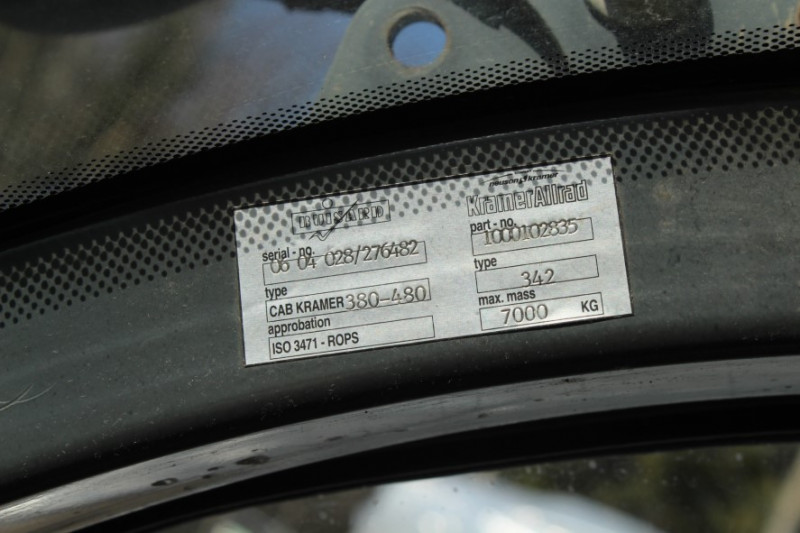 KramerAllrad
serial - no.
06 04 028/276482
type
CAB KRAMER 380-480
approbation
ISO 3471 - ROPS
part - no.
1000102835
type
342
max. mass
7000 KG